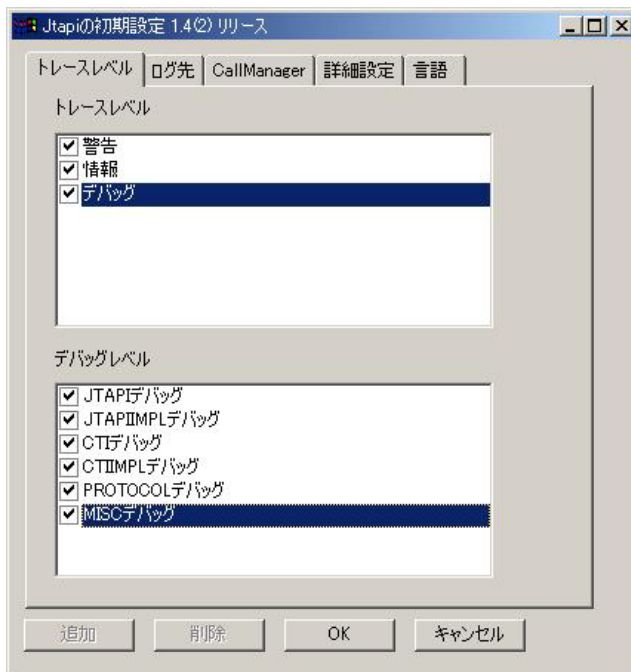 Jtapiの初期設定 1.4(2) リリース
トレースレベル ログ先 CallManager 詳細設定 言語
トレースレベル
警告
情報
デバッグ
デバッグレベル
JTAPIデバッグ
JTAPIIMPLデバッグ
CTIデバッグ
CTIIMPLデバッグ
PROTOCOLデバッグ
MISCデバッグ
追加 削除 OK キャンセル